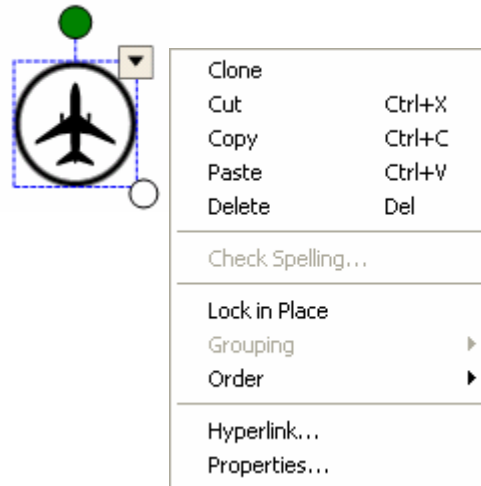 Clone
Cut Ctrl+X
Copy Ctrl+C
Paste Ctrl+V
Delete Del
Check Spelling...
Lock in Place
Grouping
Order
Hyperlink...
Properties...